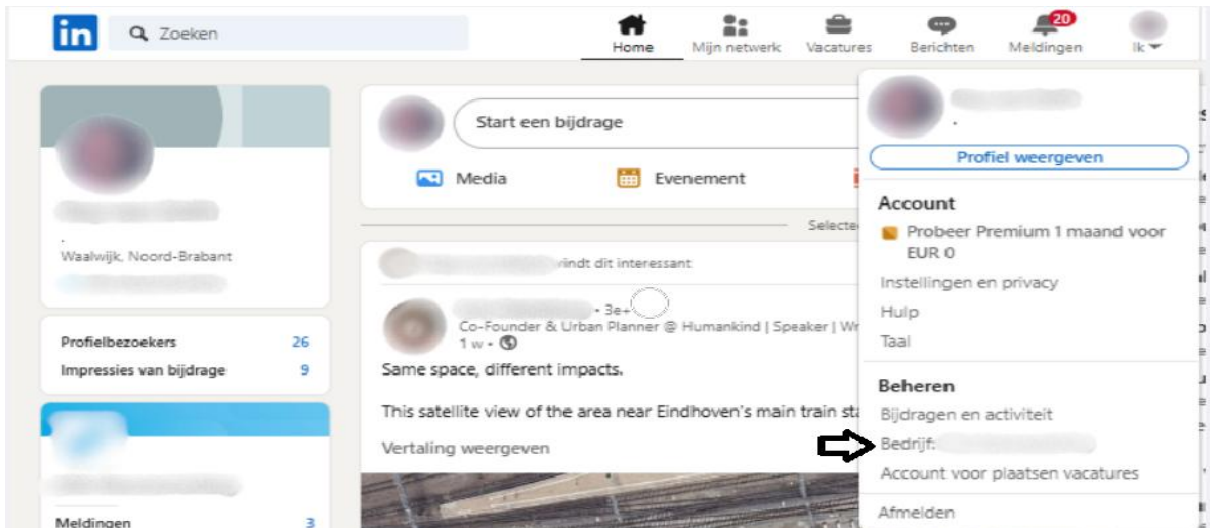 in Zoeken
Home Mijn netwerk Vacatures Berichten Meldingen 20 Ik
Waalwijk, Noord-Brabant
Profielbezoekers 26
Impressies van bijdrage 9
Meldingen 3
Start een bijdrage
Media Evenement
Selectee
vindt dit interessant
• 3e+
Co-Founder & Urban Planner @ Humankind | Speaker | Wr
1 w •
Same space, different impacts.
This satellite view of the area near Eindhoven's main train sta
Vertaling weergeven
Profiel weergeven
Account
Probeer Premium 1 maand voor
EUR 0
Instellingen en privacy
Hulp
Taal
Beheren
Bijdragen en activiteit
Bedrijf:
Account voor plaatsen vacatures
Afmelden